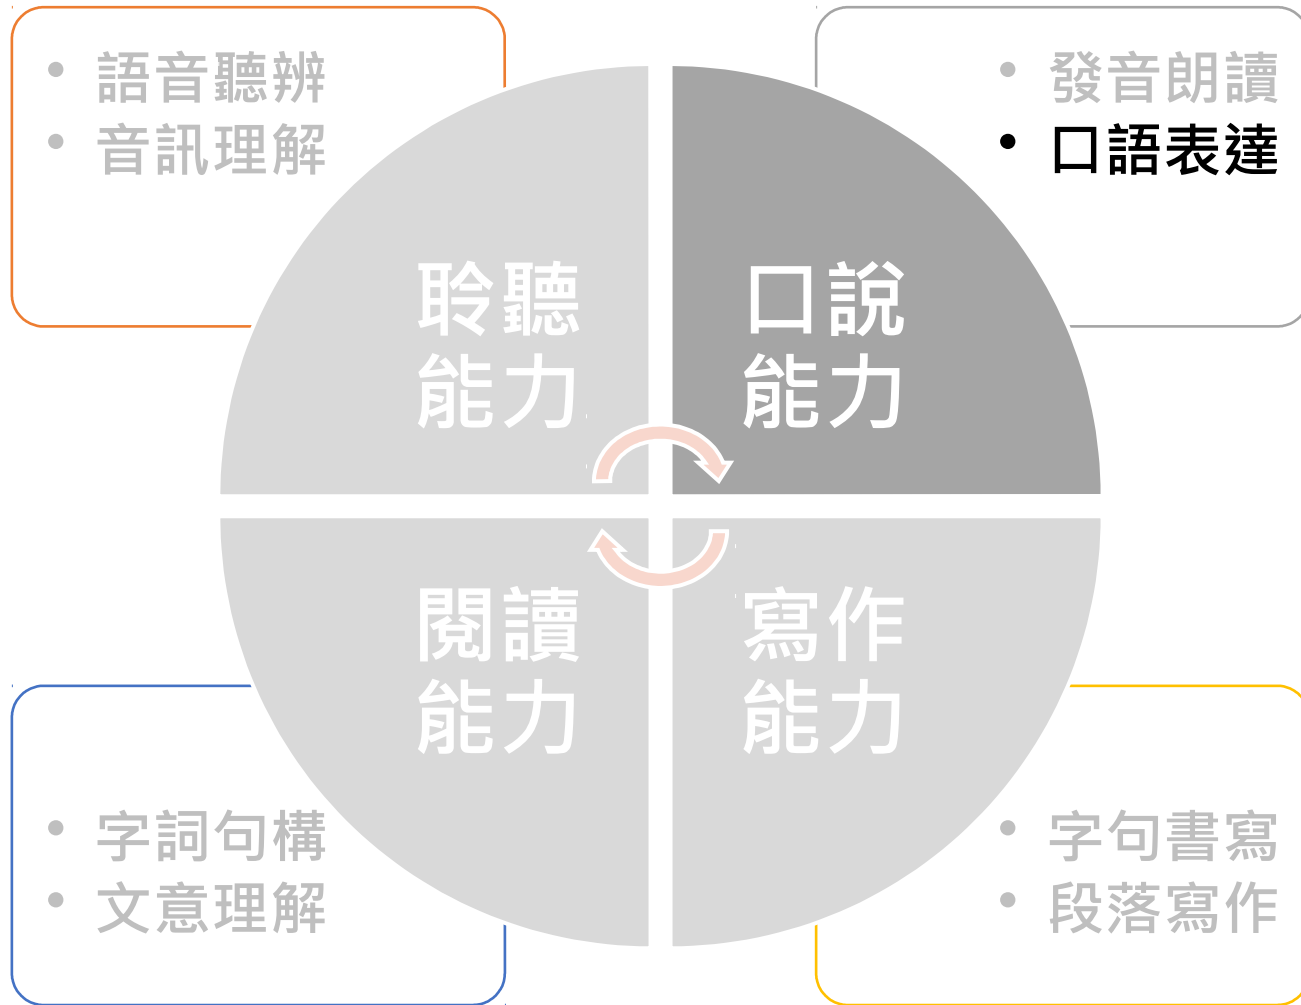 • 語音聽辨
• 音訊理解
• 發音朗讀
• 口語表達
聆聽
能力
口說
能力
閱讀
能力
寫作
能力
• 字詞句構
• 文意理解
• 字句書寫
• 段落寫作